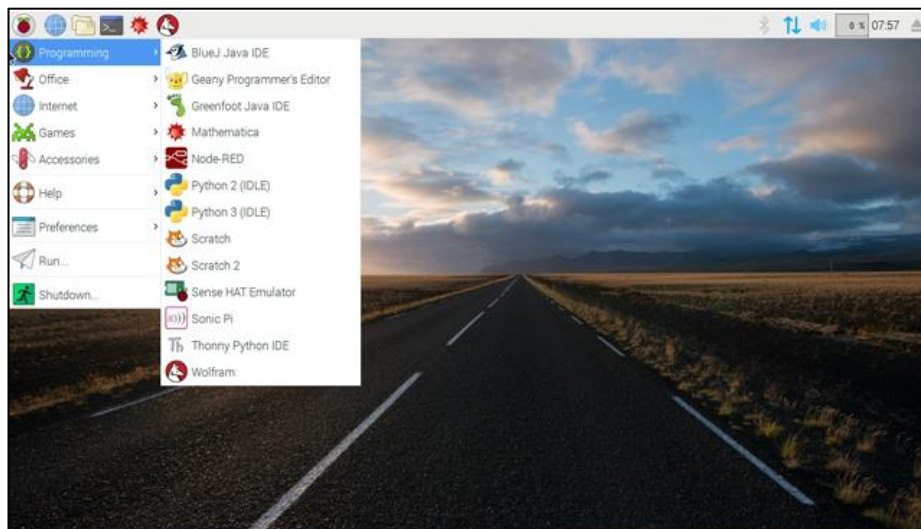 0 % 07:57
Programming
Office
Internet
Games
Accessories
Help
Preferences
Run...
Shutdown...
BlueJ Java IDE
Geany Programmer's Editor
Greenfoot Java IDE
Mathematica
Node-RED
Python 2 (IDLE)
Python 3 (IDLE)
Scratch
Scratch 2
Sense HAT Emulator
Sonic Pi
Thonny Python IDE
Wolfram